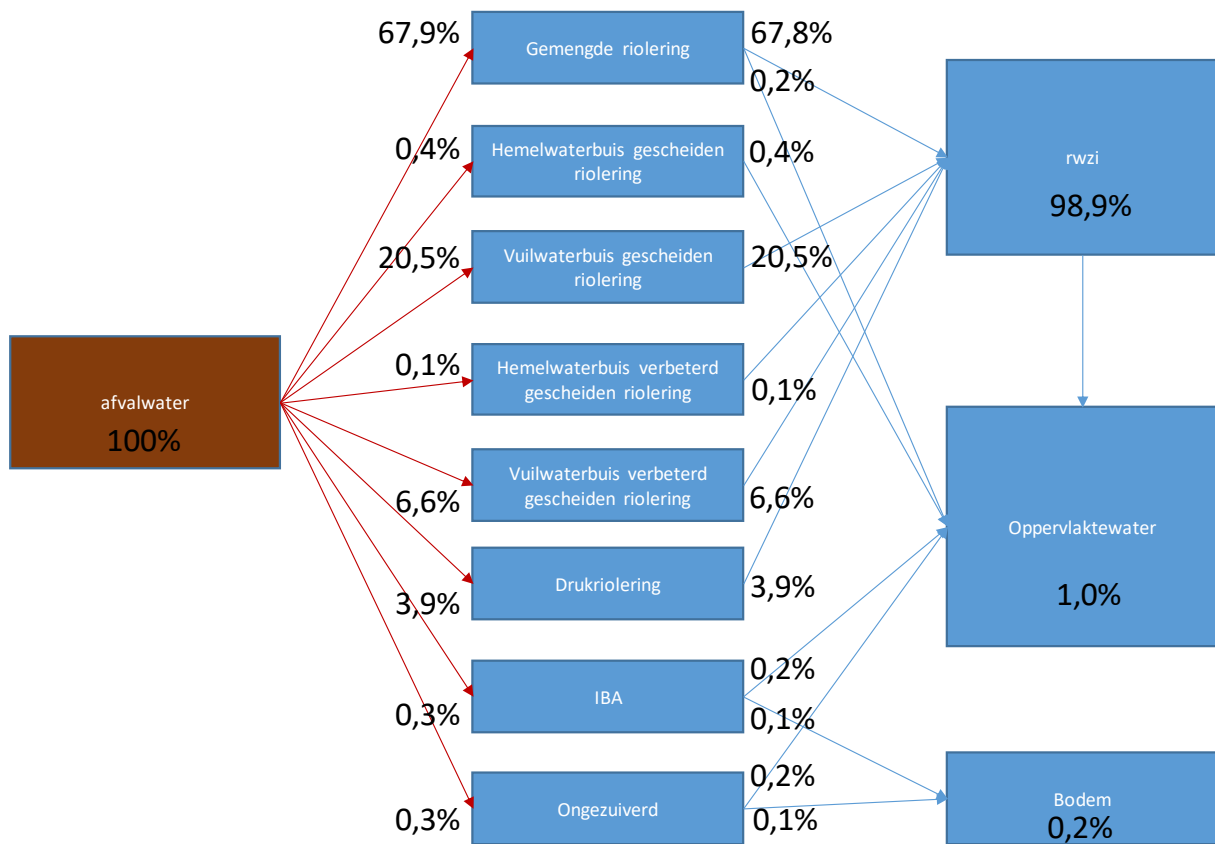 67,9%
Gemengde riolering
67,8%
0,2%
0,4%
Hemelwaterbuis gescheiden
riolering
0,4%
20,5%
Vuilwaterbuis gescheiden
riolering
20,5%
0,1%
Hemelwaterbuis verbeterd
gescheiden riolering
0,1%
6,6%
Vuilwaterbuis verbeterd
gescheiden riolering
6,6%
3,9%
Drukriolering
3,9%
0,3%
IBA
0,2%
0,1%
0,3%
Ongezuiverd
0,2%
0,1%
afvalwater
100%
rwzi
98,9%
Oppervlaktewater
1,0%
Bodem
0,2%